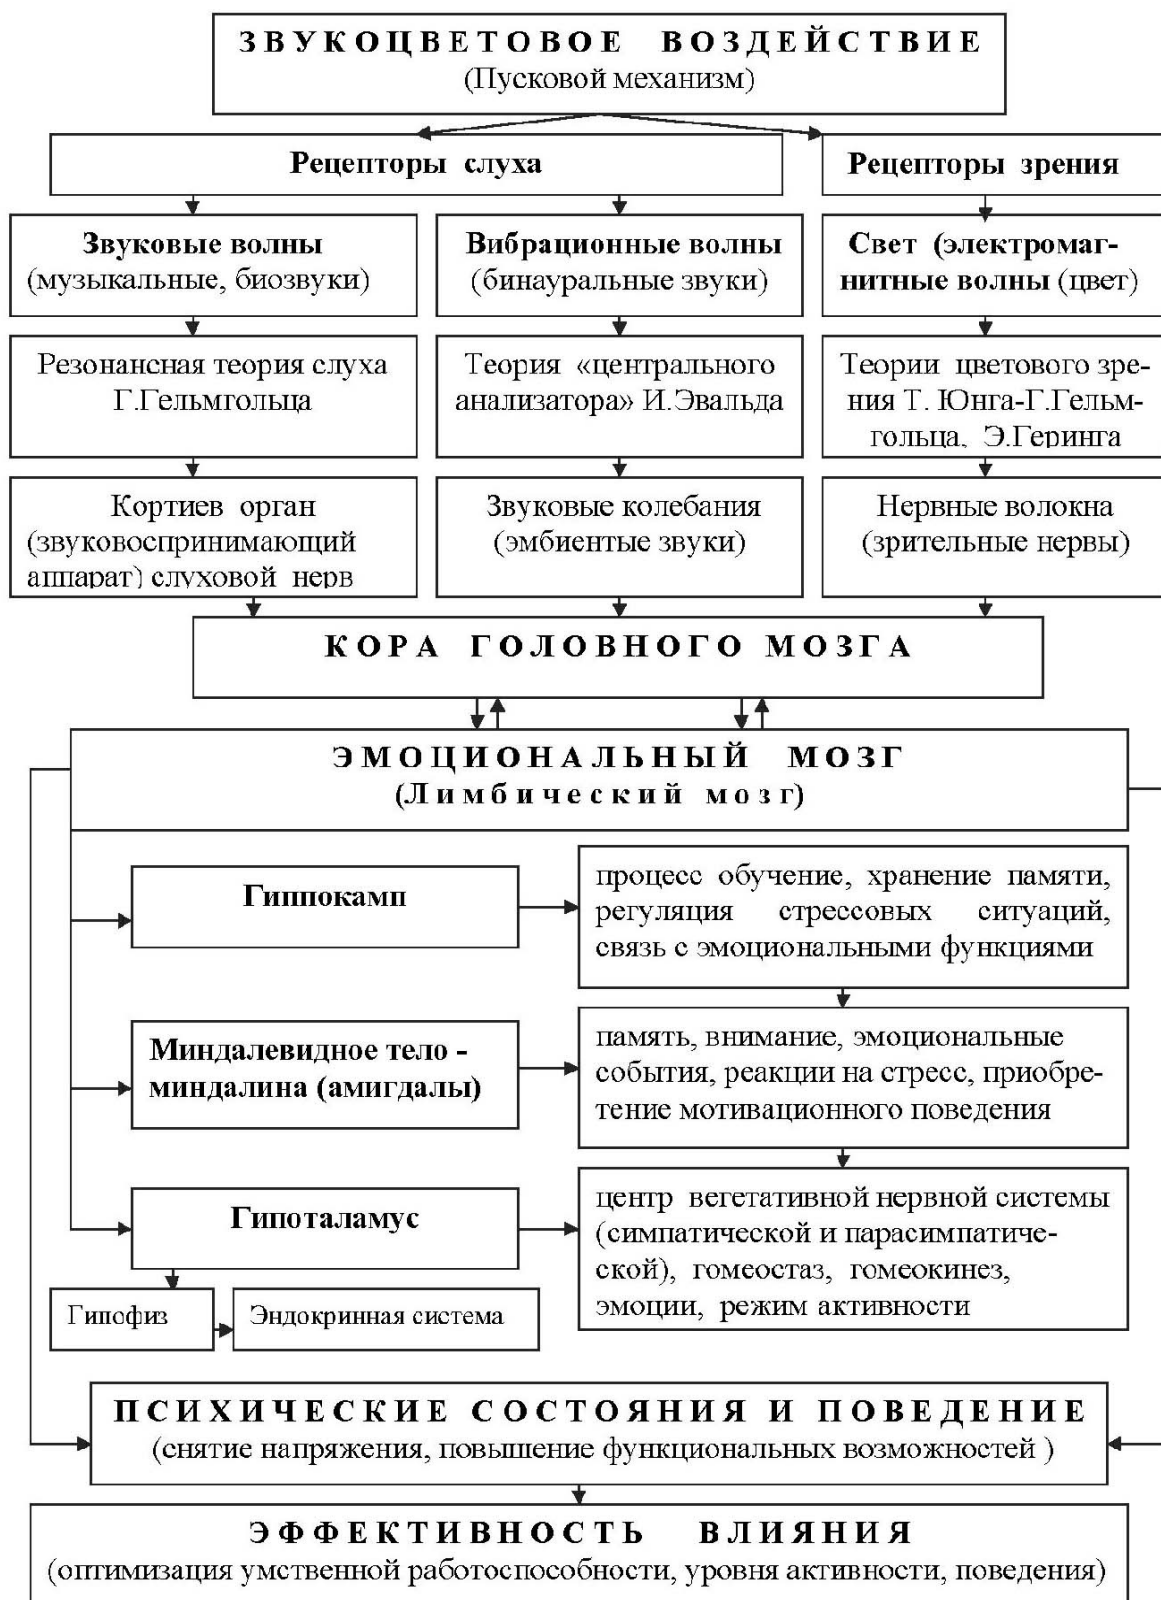 ЗВУКОЦВЕТОВОЕ ВОЗДЕЙСТВИЕ
(Пусковой механизм)
Рецепторы слуха
Рецепторы зрения
Звуковые волны
(музыкальные, биозвуки)
Вибрационные волны
(бинауральные звуки)
Свет (электромаг-
нитные волны (цвет)
Резонансная теория слуха
Г.Гельмгольца
Теория «центрального
анализатора» И.Эвальда
Теории цветового зре-
ния Т. Юнга-Г.Гельм-
гольца, Э.Геринга
Кортиев орган
(звуковоспринимающий
аппарат) слуховой нерв
Звуковые колебания
(эмбиентые звуки)
Нервные волокна
(зрительные нервы)
КОРА ГОЛОВНОГО МОЗГА
ЭМОЦИОНАЛЬНЫЙ МОЗГ
(Лимбический мозг)
Гиппокамп
процесс обучение, хранение памяти,
регуляция стрессовых ситуаций,
связь с эмоциональными функциями
Миндалевидное тело -
миндалина (амигдалы)
память, внимание, эмоциональные
события, реакции на стресс, приобре-
тение мотивационного поведения
Гипоталамус
центр вегетативной нервной системы
(симпатической и парасимпатиче-
ской), гомеостаз, гомеокинез,
эмоции, режим активности
Гипофиз
Эндокринная система
ПСИХИЧЕСКИЕ СОСТОЯНИЯ И ПОВЕДЕНИЕ
(снятие напряжения, повышение функциональных возможностей )
ЭФФЕКТИВНОСТЬ ВЛИЯНИЯ
(оптимизация умственной работоспособности, уровня активности, поведения)